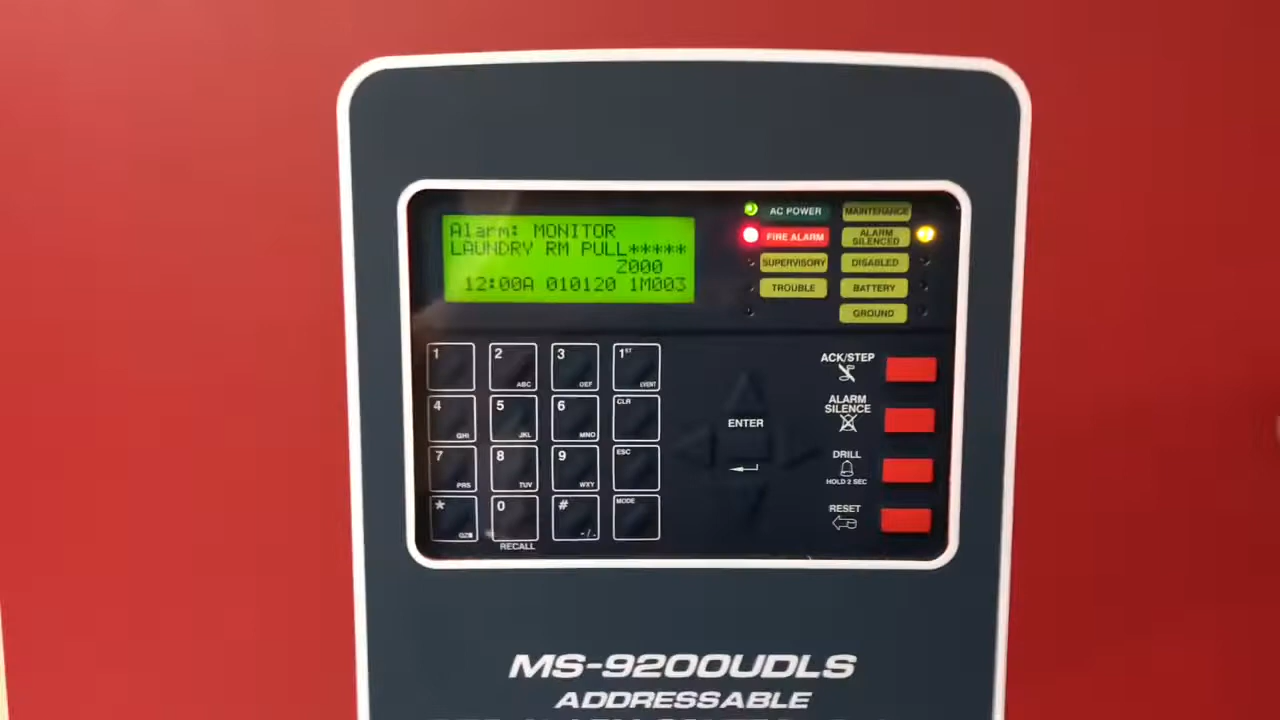 Alarm: MONITOR
LAUNDRY RM PULL*****
Z000
12:00A 010120 1M003
AC POWER
FIRE ALARM
SUPERVISORY
TROUBLE
MAINTENANCE
ALARM SILENCED
DISABLED
BATTERY
GROUND
1
2 ABC
3 DEF
1ST EVENT
4 GHI
5 JKL
6 MNO
CLR
7 PRS
8 TUV
9 WXY
ESC
*
0
# -/.
MODE
RECALL
ENTER
ACK/STEP
ALARM SILENCE
DRILL
HOLD 2 SEC
RESET
MS-9200UDLS
ADDRESSABLE